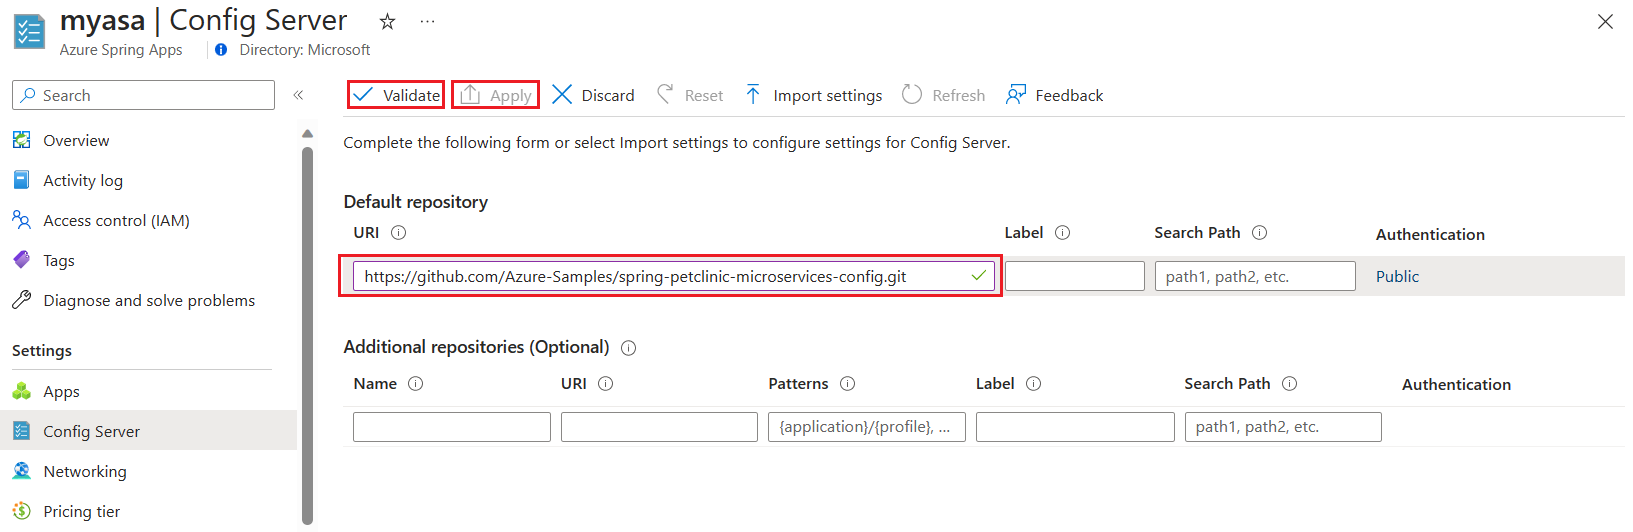 myasa | Config Server
Azure Spring Apps
Directory: Microsoft
Search
Overview
Activity log
Access control (IAM)
Tags
Diagnose and solve problems
Settings
Apps
Config Server
Networking
Pricing tier
Validate Apply Discard Reset Import settings Refresh Feedback
Complete the following form or select Import settings to configure settings for Config Server.
Default repository
URI Label Search Path Authentication
https://github.com/Azure-Samples/spring-petclinic-microservices-config.git path1, path2, etc. Public
Additional repositories (Optional)
Name URI Patterns Label Search Path Authentication
{application}/{profile}, ... path1, path2, etc.